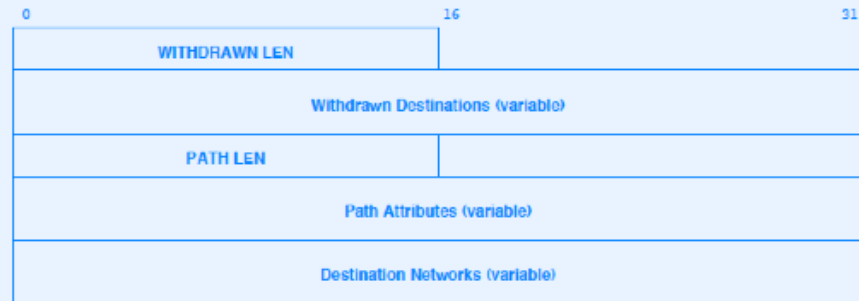 0 16 31
WITHDRAWN LEN
Withdrawn Destinations (variable)
PATH LEN
Path Attributes (variable)
Destination Networks (variable)